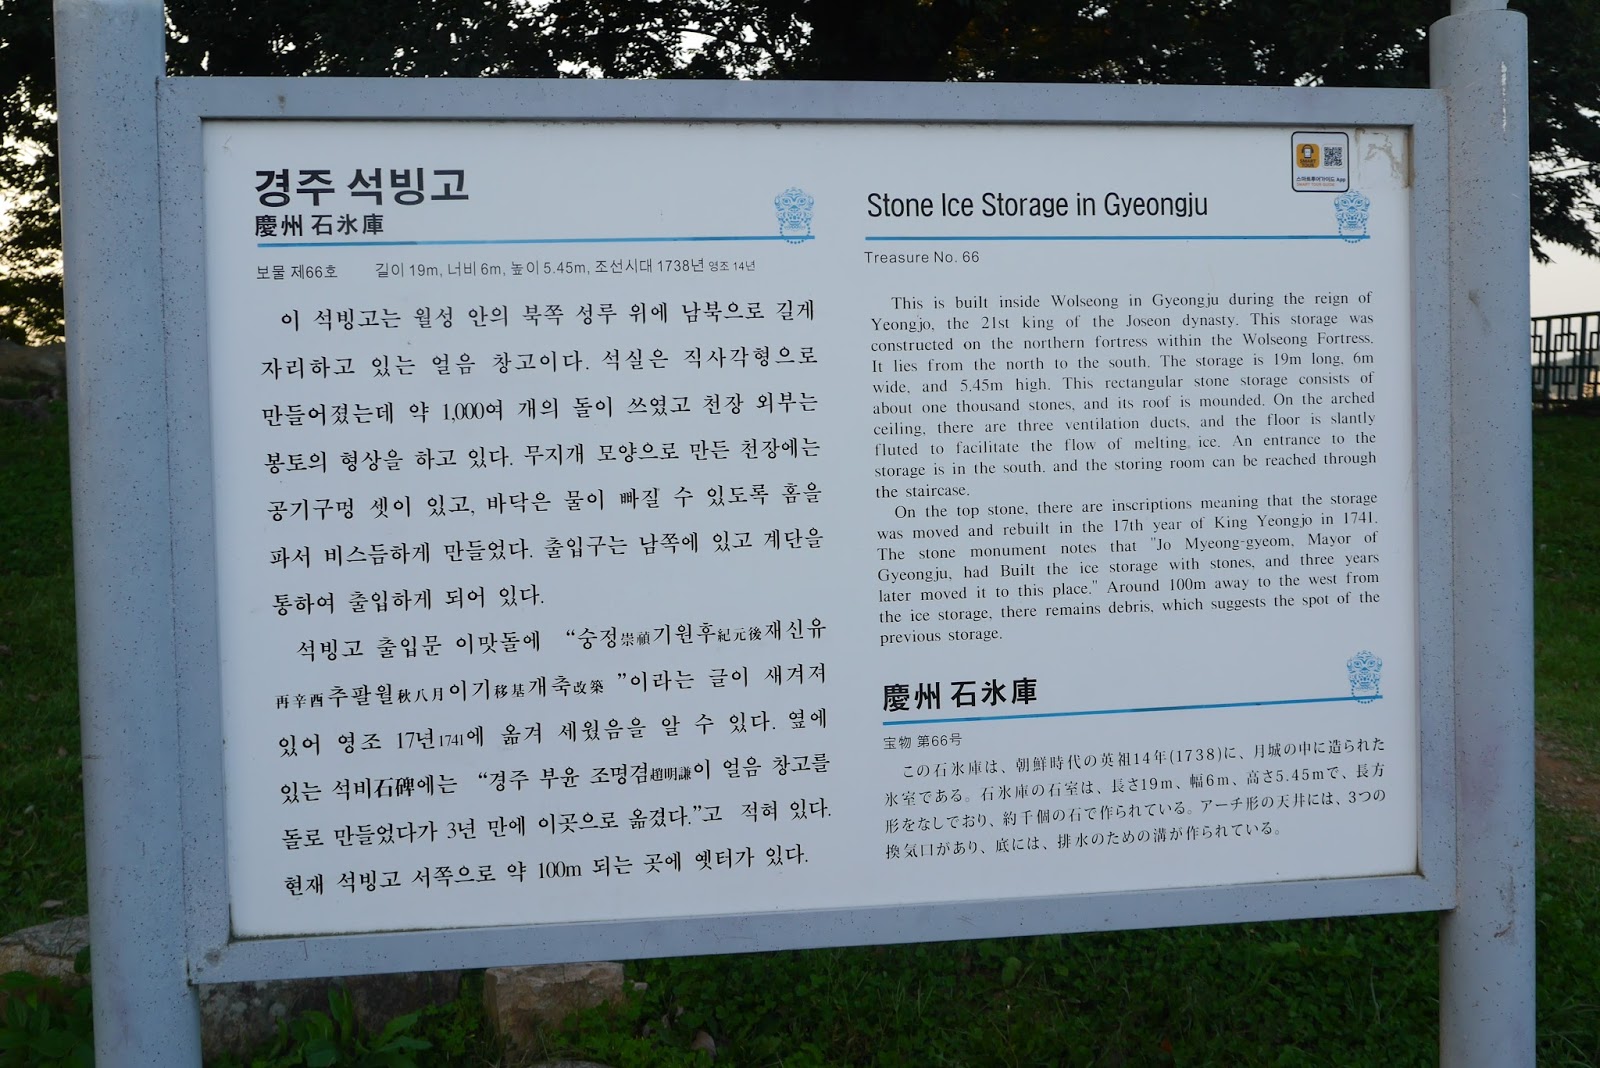 경주 석빙고
慶州 石氷庫
보물 제66호 길이 19m, 너비 6m, 높이 5.45m, 조선시대 1738년 영조 14년
이 석빙고는 월성 안의 북쪽 성루 위에 남북으로 길게
자리하고 있는 얼음 창고이다. 석실은 직사각형으로
만들어졌는데 약 1,000여 개의 돌이 쓰였고 천장 외부는
봉토의 형상을 하고 있다. 무지개 모양으로 만든 천장에는
공기구멍 셋이 있고, 바닥은 물이 빠질 수 있도록 홈을
파서 비스듬하게 만들었다. 출입구는 남쪽에 있고 계단을
통하여 출입하게 되어 있다.
석빙고 출입문 이맛돌에 “숭정崇禎기원후紀元後재신유
再辛酉추팔월秋八月이기移基개축改築 ”이라는 글이 새겨져
있어 영조 17년1741에 옮겨 세웠음을 알 수 있다. 옆에
있는 석비石碑에는 “경주 부윤 조명겸趙明謙이 얼음 창고를
돌로 만들었다가 3년 만에 이곳으로 옮겼다.”고 적혀 있다.
현재 석빙고 서쪽으로 약 100m 되는 곳에 옛터가 있다.
SMART TOUR
스마트투어가이드 App
SMART TOUR GUIDE
Stone Ice Storage in Gyeongju
Treasure No. 66
This is built inside Wolseong in Gyeongju during the reign of
Yeongjo, the 21st king of the Joseon dynasty. This storage was
constructed on the northern fortress within the Wolseong Fortress.
It lies from the north to the south. The storage is 19m long, 6m
wide, and 5.45m high. This rectangular stone storage consists of
about one thousand stones, and its roof is mounded. On the arched
ceiling, there are three ventilation ducts, and the floor is slantly
fluted to facilitate the flow of melting ice. An entrance to the
storage is in the south. and the storing room can be reached through
the staircase.
On the top stone, there are inscriptions meaning that the storage
was moved and rebuilt in the 17th year of King Yeongjo in 1741.
The stone monument notes that "Jo Myeong-gyeom, Mayor of
Gyeongju, had Built the ice storage with stones, and three years
later moved it to this place." Around 100m away to the west from
the ice storage, there remains debris, which suggests the spot of the
previous storage.
慶州 石氷庫
宝物 第66号
この石氷庫は、朝鮮時代の英祖14年(1738)に、月城の中に造られた
氷室である。石氷庫の石室は、長さ19m、幅6m、高さ5.45mで、長方
形をなしており、約千個の石で作られている。アーチ形の天井には、3つの
換気口があり、底には、排水のための溝が作られている。